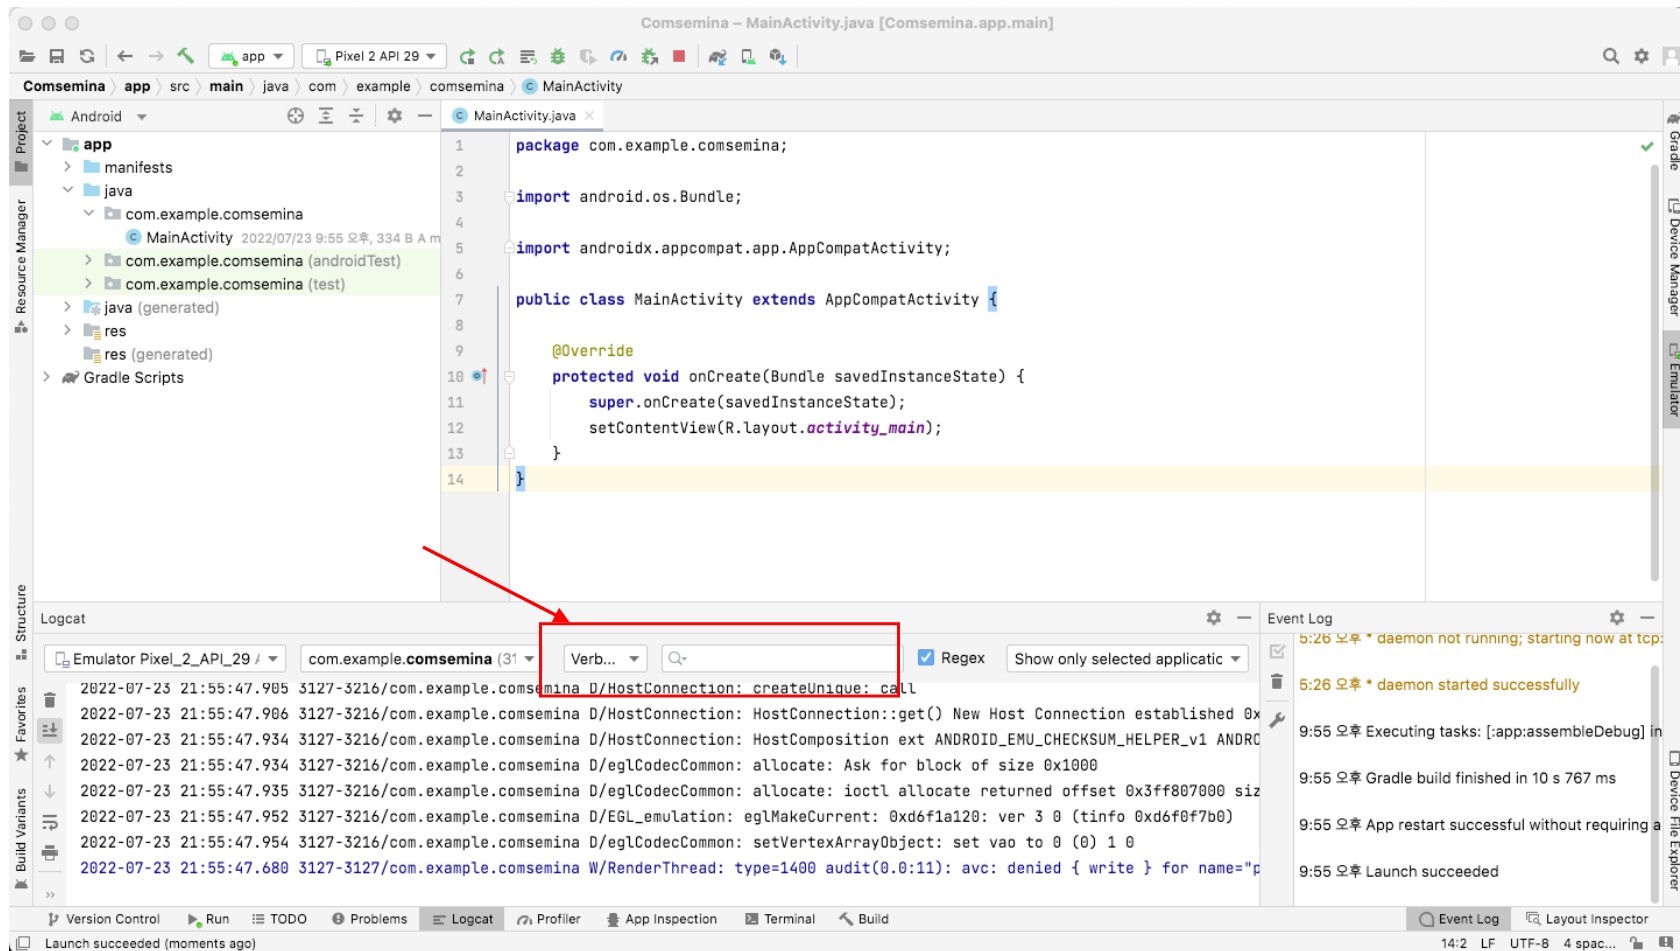 Comsemina – MainActivity.java [Comsemina.app.main]
app
Pixel 2 API 29
Comsemina
app
src
main
java
com
example
comsemina
MainActivity
Project
Android
MainActivity.java
Gradle
app
manifests
java
com.example.comsemina
MainActivity 2022/07/23 9:55 오후, 334 B A m
com.example.comsemina (androidTest)
com.example.comsemina (test)
java (generated)
res
res (generated)
Gradle Scripts
Resource Manager
Device Manager
Emulator
1 package com.example.comsemina;
2
3 import android.os.Bundle;
4
5 import androidx.appcompat.app.AppCompatActivity;
6
7 public class MainActivity extends AppCompatActivity {
8
9 @Override
10 protected void onCreate(Bundle savedInstanceState) {
11 super.onCreate(savedInstanceState);
12 setContentView(R.layout.activity_main);
13 }
14 }
Structure
Favorites
Build Variants
Logcat
Emulator Pixel_2_API_29
com.example.comsemina (31
Verb...
Regex
Show only selected applicatic
2022-07-23 21:55:47.905 3127-3216/com.example.comsemina D/HostConnection: createUnique: call
2022-07-23 21:55:47.906 3127-3216/com.example.comsemina D/HostConnection: HostConnection::get() New Host Connection established 0x
2022-07-23 21:55:47.934 3127-3216/com.example.comsemina D/HostConnection: HostComposition ext ANDROID_EMU_CHECKSUM_HELPER_v1 ANDRO
2022-07-23 21:55:47.934 3127-3216/com.example.comsemina D/eglCodecCommon: allocate: Ask for block of size 0x1000
2022-07-23 21:55:47.935 3127-3216/com.example.comsemina D/eglCodecCommon: allocate: ioctl allocate returned offset 0x3ff807000 siz
2022-07-23 21:55:47.952 3127-3216/com.example.comsemina D/EGL_emulation: eglMakeCurrent: 0xd6f1a120: ver 3 0 (tinfo 0xd6f0f7b0)
2022-07-23 21:55:47.954 3127-3216/com.example.comsemina D/eglCodecCommon: setVertexArrayObject: set vao to 0 (0) 1 0
2022-07-23 21:55:47.680 3127-3127/com.example.comsemina W/RenderThread: type=1400 audit(0.0:11): avc: denied { write } for name="p
Event Log
5:26 오후 * daemon not running; starting now at tcp:
5:26 오후 * daemon started successfully
9:55 오후 Executing tasks: [:app:assembleDebug] in
9:55 오후 Gradle build finished in 10 s 767 ms
9:55 오후 App restart successful without requiring a
9:55 오후 Launch succeeded
Device File Explorer
Version Control
Run
TODO
Problems
Logcat
Profiler
App Inspection
Terminal
Build
Event Log
Layout Inspector
Launch succeeded (moments ago)
14:2 LF UTF-8 4 spac...